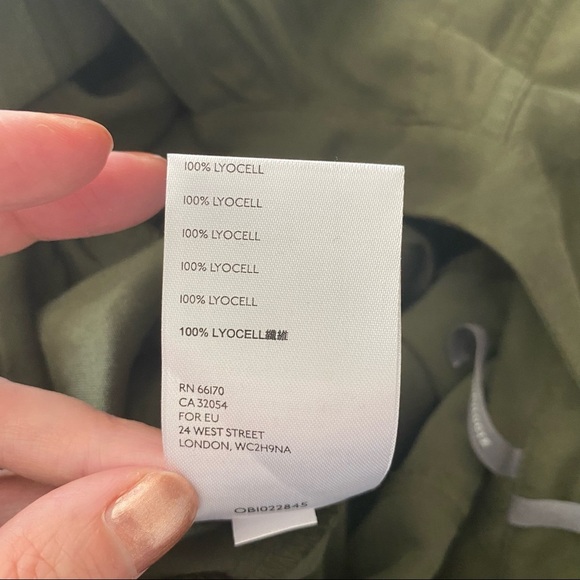 100% LYOCELL
100% LYOCELL
100% LYOCELL
100% LYOCELL
100% LYOCELL
100% LYOCELL纖維
RN 66170
CA 32054
FOR EU
24 WEST STREET
LONDON, WC2H9NA
OB1022845